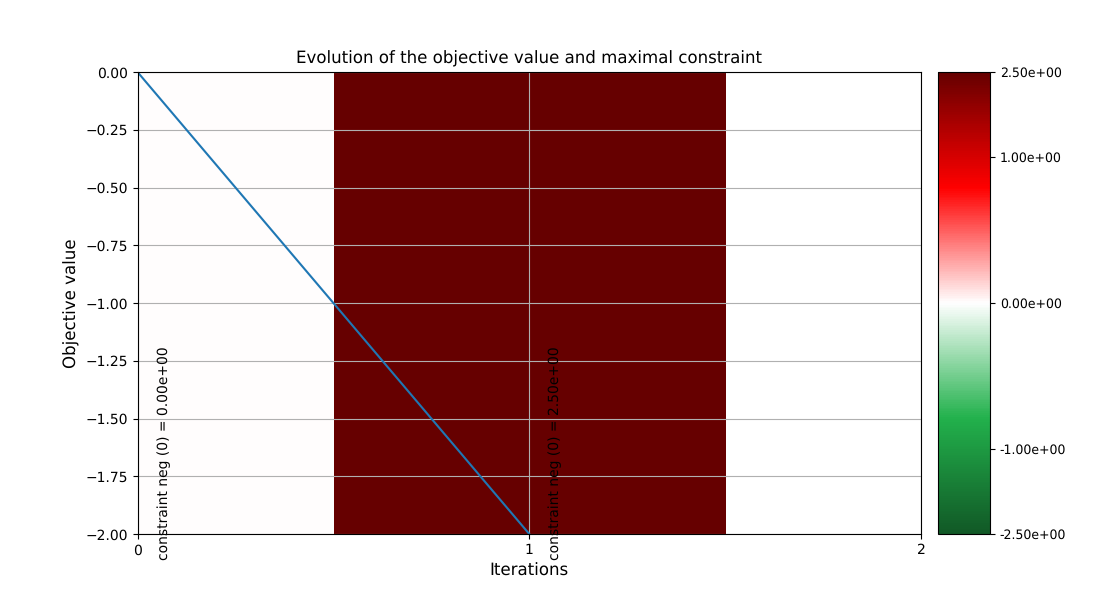 Evolution of the objective value and maximal constraint
Objective value
0.00
−0.25
−0.50
−0.75
−1.00
−1.25
−1.50
−1.75
−2.00
constraint neg (0) = 0.00e+00
constraint neg (0) = 2.50e+00
0
1
2
Iterations
2.50e+00
1.00e+00
0.00e+00
-1.00e+00
-2.50e+00